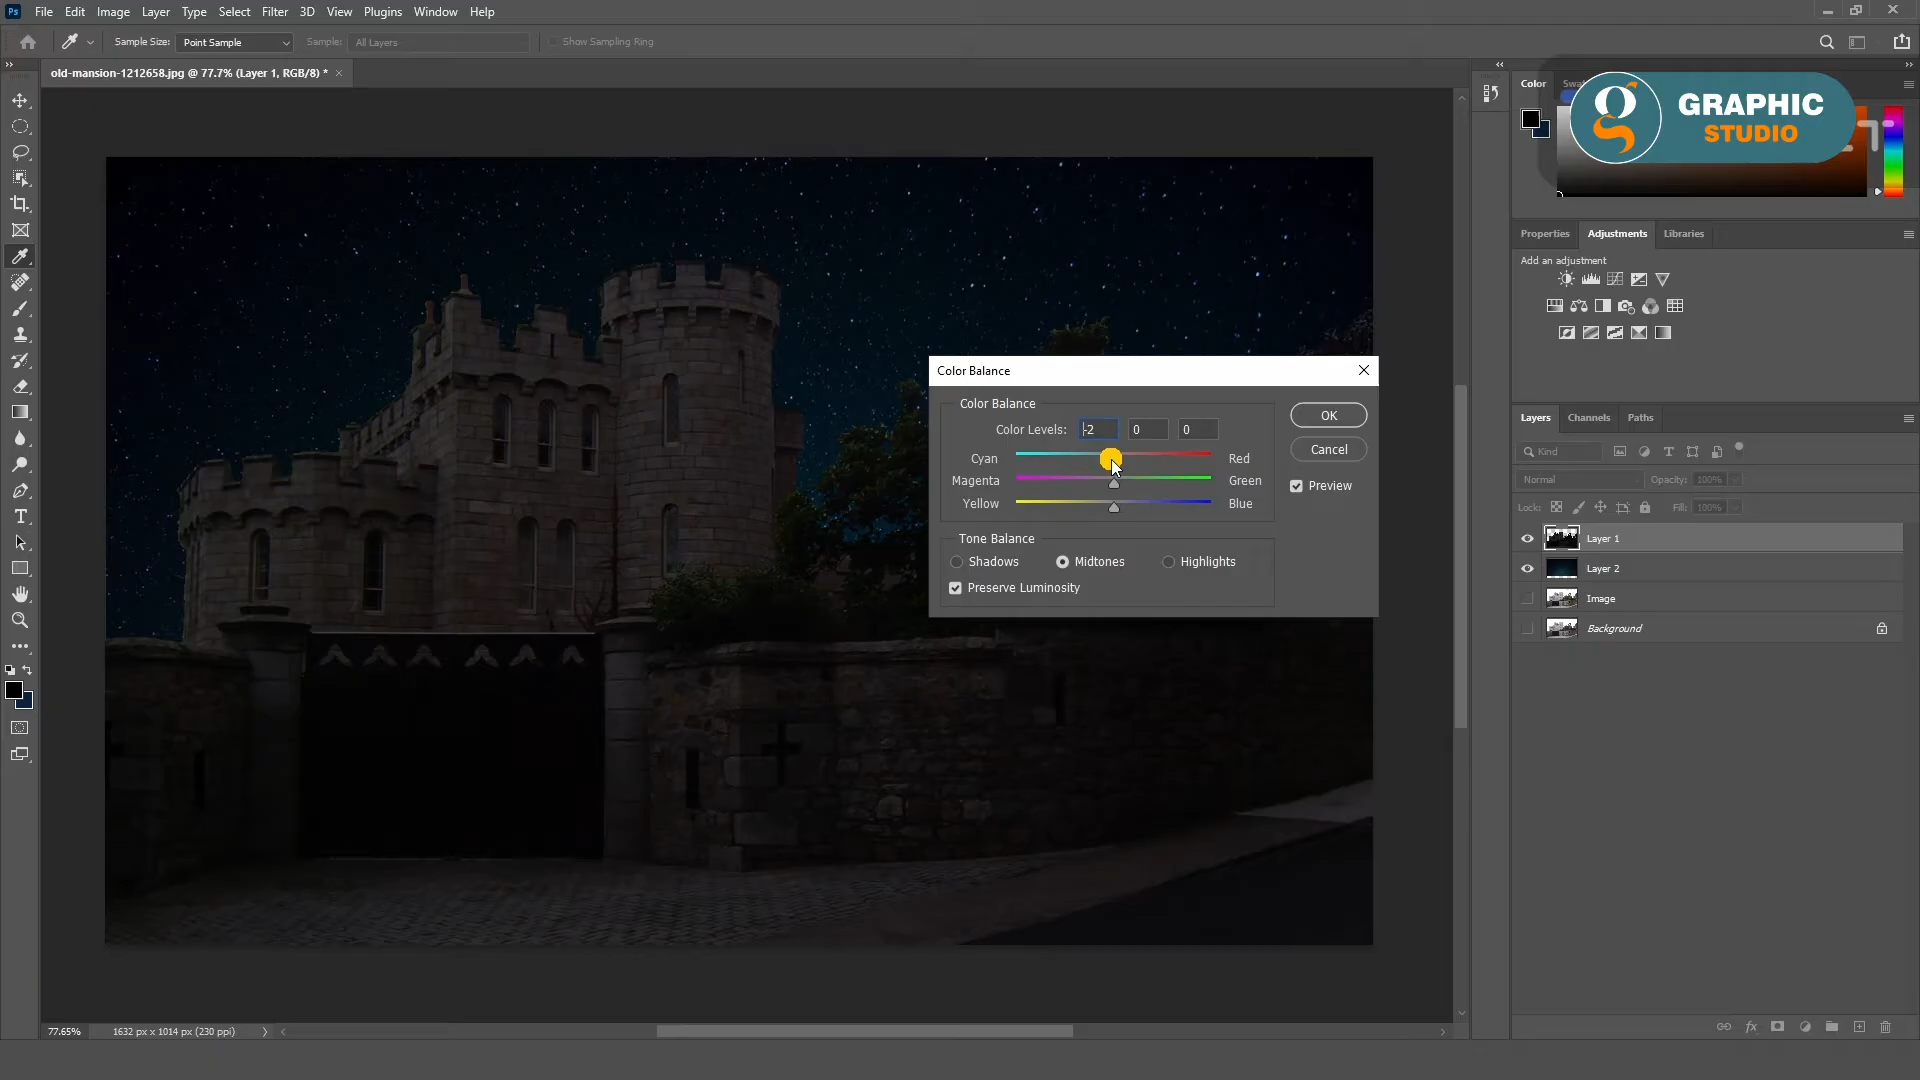 Ps File Edit Image Layer Type Select Filter 3D View Plugins Window Help
Sample Size: Point Sample Sample: All Layers Show Sampling Ring
old-mansion-1212658.jpg @ 77.7% (Layer 1, RGB/8) *
Color
GRAPHIC
STUDIO
Properties Adjustments Libraries
Add an adjustment
Color Balance
Color Balance
Color Levels: -2 0 0
Cyan Red
Magenta Green
Yellow Blue
OK
Cancel
Preview
Tone Balance
Shadows Midtones Highlights
Preserve Luminosity
Layers Channels Paths
Kind
Normal Opacity: 100%
Lock: Fill: 100%
Layer 1
Layer 2
Image
Background
77.65% 1632 px x 1014 px (230 ppi)